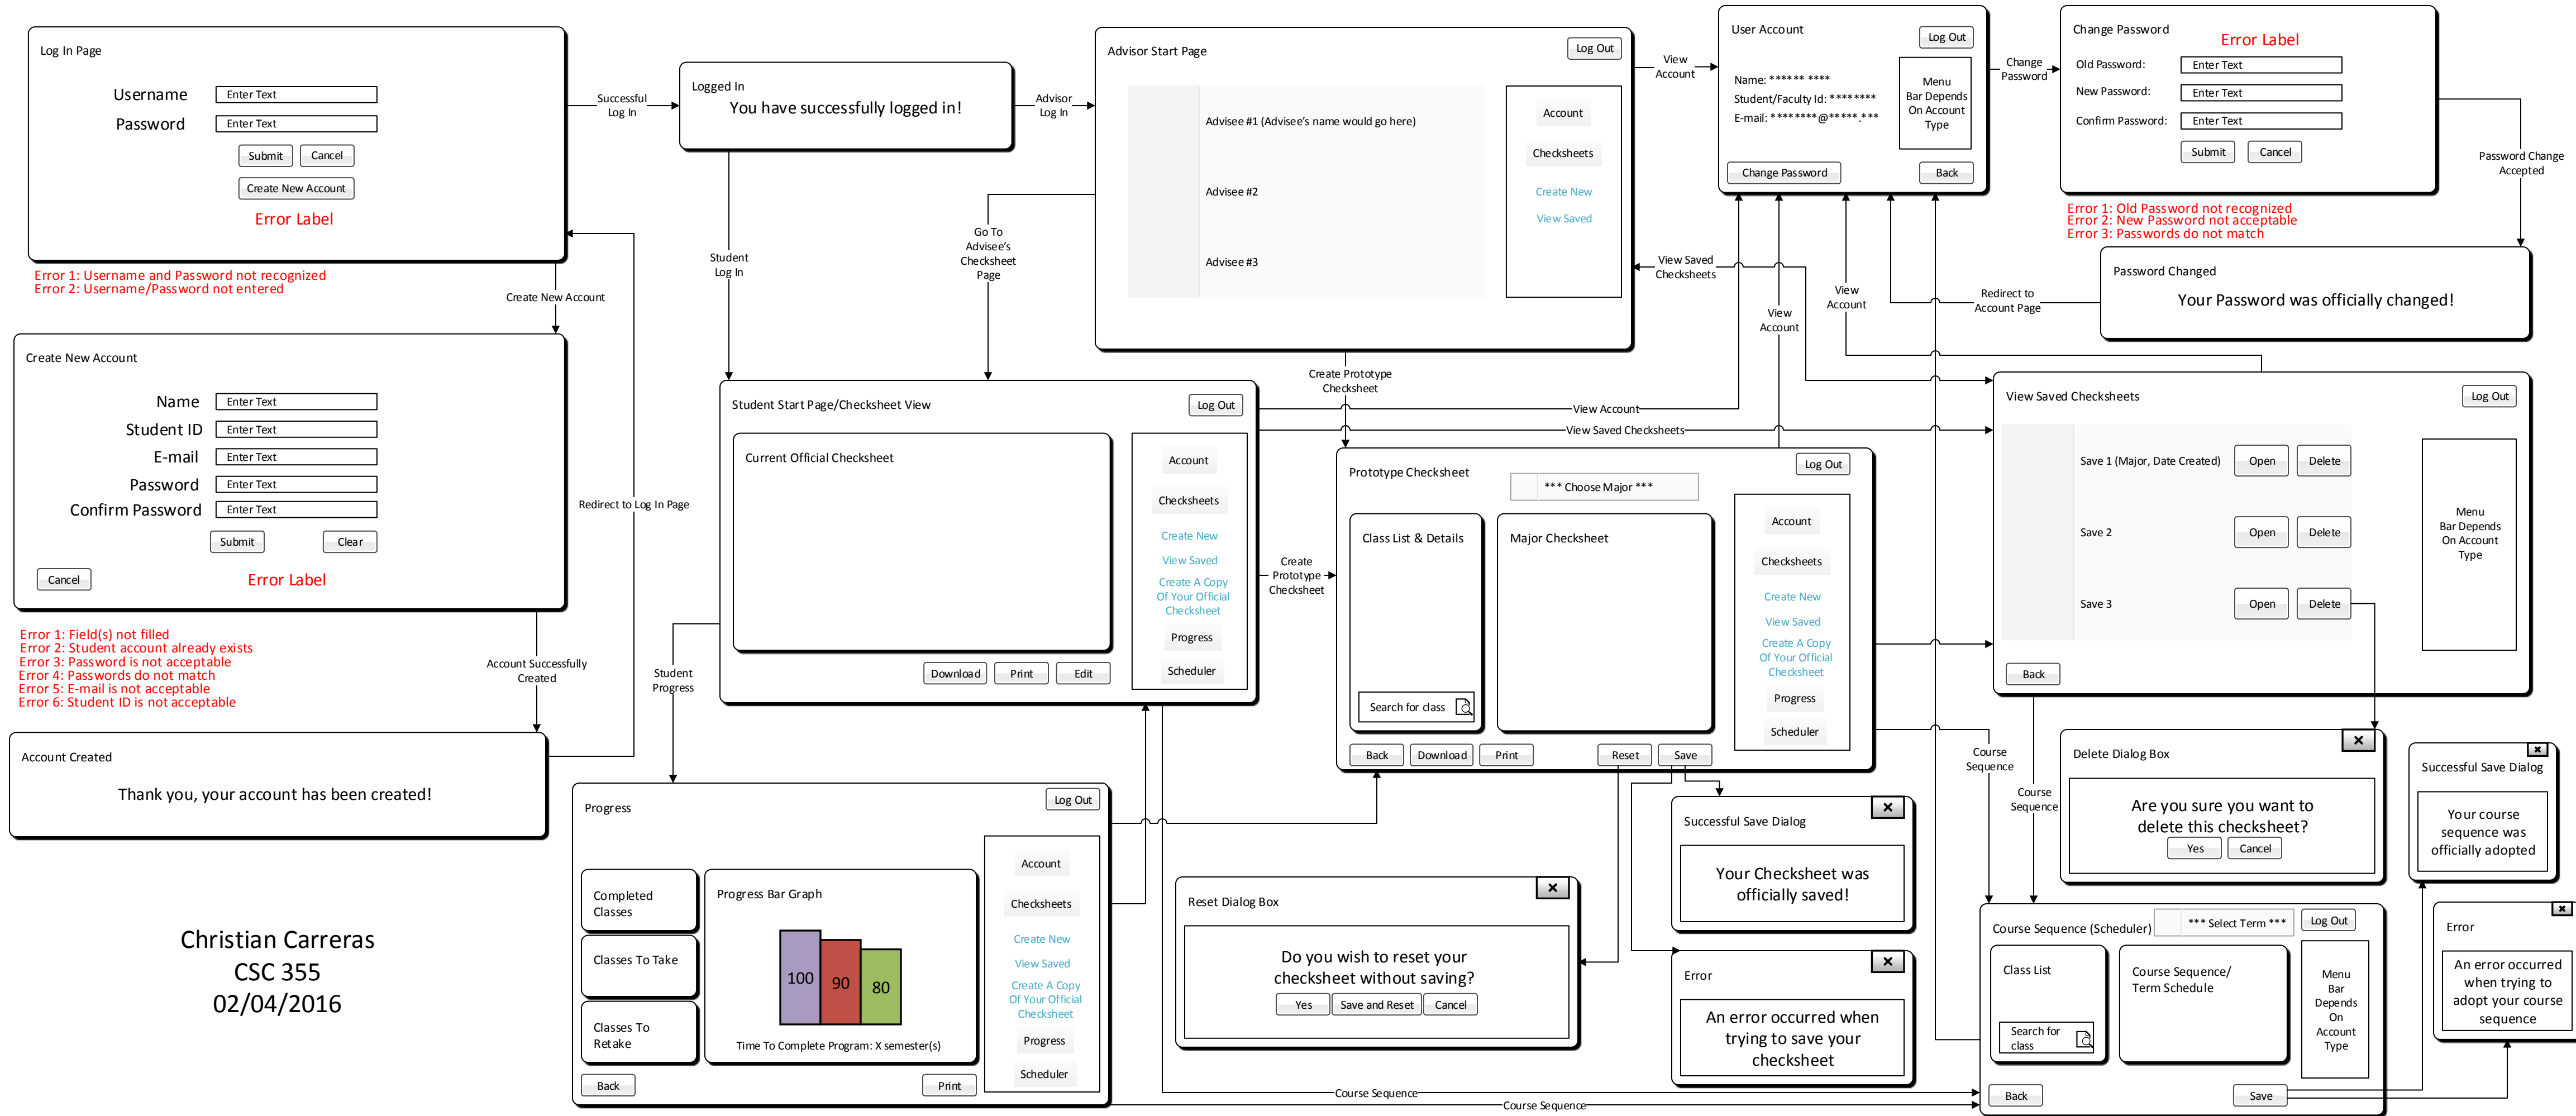 Log In Page
Username
Enter Text
Password
Enter Text
Submit
Cancel
Create New Account
Error Label
Error 1: Username and Password not recognized
Error 2: Username/Password not entered
Successful
Log In
Logged In
You have successfully logged in!
Advisor
Log In
Student
Log In
Create New Account
Create New Account
Name
Enter Text
Student ID
Enter Text
E-mail
Enter Text
Password
Enter Text
Confirm Password
Enter Text
Submit
Clear
Cancel
Error Label
Error 1: Field(s) not filled
Error 2: Student account already exists
Error 3: Password is not acceptable
Error 4: Passwords do not match
Error 5: E-mail is not acceptable
Error 6: Student ID is not acceptable
Account Successfully
Created
Redirect to Log In Page
Account Created
Thank you, your account has been created!
Christian Carreras
CSC 355
02/04/2016
Advisor Start Page
Log Out
Advisee #1 (Advisee's name would go here)
Advisee #2
Advisee #3
Account
Checksheets
Create New
View Saved
Go To
Advisee's
Checksheet
Page
View
Account
View Saved
Checksheets
Create Prototype
Checksheet
User Account
Log Out
Name: ****** ****
Student/Faculty Id: ********
E-mail: ********@*****.***
Menu
Bar Depends
On Account
Type
Change Password
Back
Change
Password
Change Password
Error Label
Old Password:
Enter Text
New Password:
Enter Text
Confirm Password:
Enter Text
Submit
Cancel
Error 1: Old Password not recognized
Error 2: New Password not acceptable
Error 3: Passwords do not match
Password Change
Accepted
Password Changed
Your Password was officially changed!
Redirect to
Account Page
View
Account
View
Account
Student Start Page/Checksheet View
Log Out
Current Official Checksheet
Download
Print
Edit
Account
Checksheets
Create New
View Saved
Create A Copy
Of Your Official
Checksheet
Progress
Scheduler
View Account
View Saved Checksheets
Create
Prototype
Checksheet
Student
Progress
Prototype Checksheet
Log Out
*** Choose Major ***
Class List & Details
Search for class
Major Checksheet
Account
Checksheets
Create New
View Saved
Create A Copy
Of Your Official
Checksheet
Progress
Scheduler
Back
Download
Print
Reset
Save
View Saved Checksheets
Log Out
Save 1 (Major, Date Created)
Open
Delete
Save 2
Open
Delete
Save 3
Open
Delete
Menu
Bar Depends
On Account
Type
Back
Course
Sequence
Course
Sequence
Progress
Log Out
Completed
Classes
Classes To Take
Classes To
Retake
Progress Bar Graph
100
90
80
Time To Complete Program: X semester(s)
Account
Checksheets
Create New
View Saved
Create A Copy
Of Your Official
Checksheet
Progress
Scheduler
Back
Print
Reset Dialog Box
Do you wish to reset your
checksheet without saving?
Yes
Save and Reset
Cancel
Successful Save Dialog
Your Checksheet was
officially saved!
Error
An error occurred when
trying to save your
checksheet
Delete Dialog Box
Are you sure you want to
delete this checksheet?
Yes
Cancel
Successful Save Dialog
Your course
sequence was
officially adopted
Course Sequence (Scheduler)
*** Select Term ***
Log Out
Class List
Search for
class
Course Sequence/
Term Schedule
Menu
Bar
Depends
On
Account
Type
Back
Save
Error
An error occurred
when trying to
adopt your course
sequence
Course Sequence
Course Sequence